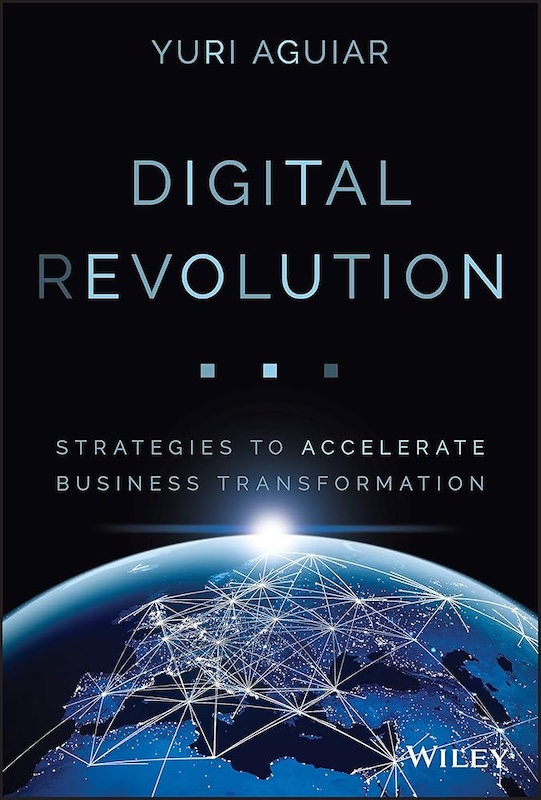 YURI AGUIAR
DIGITAL
REVOLUTION
STRATEGIES TO ACCELERATE
BUSINESS TRANSFORMATION
WILEY